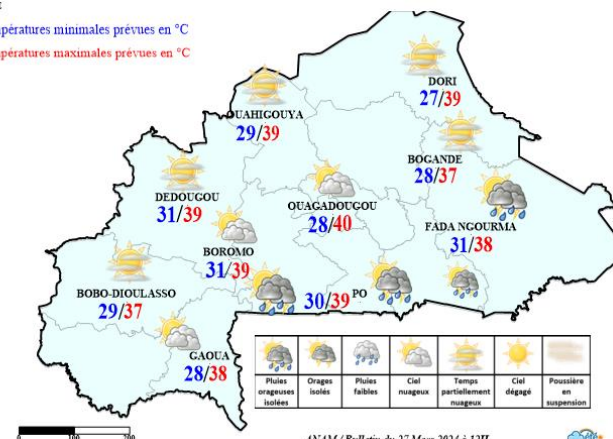 pératures minimales prévues en °C
pératures maximales prévues en °C
DORI
27/39
OUAHIGOUYA
29/39
BOGANDE
28/37
DEDOUGOU
31/39
OUAGADOUGOU
28/40
FADA NGOURMA
31/38
BOROMO
31/39
BOBO-DIOULASSO
29/37
30/39 PO
GAOUA
28/38
Pluies orageuses isolées
Orages isolés
Pluies faibles
Ciel nuageux
Temps partiellement nuageux
Ciel dégagé
Poussière en suspension
0 100 200
ANAM / Bulletin du 27 Mars 2024 à 12H